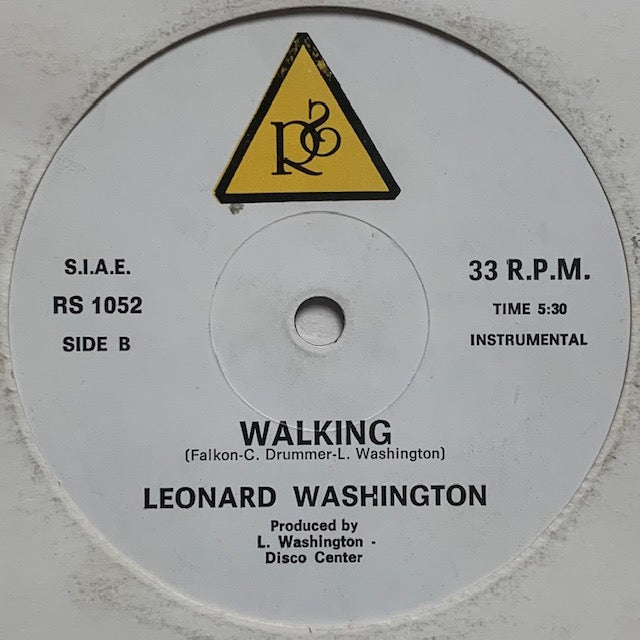 RS
S.I.A.E.
RS 1052
SIDE B
33 R.P.M.
TIME 5:30
INSTRUMENTAL
WALKING
(Falkon-C. Drummer-L. Washington)
LEONARD WASHINGTON
Produced by
L. Washington -
Disco Center